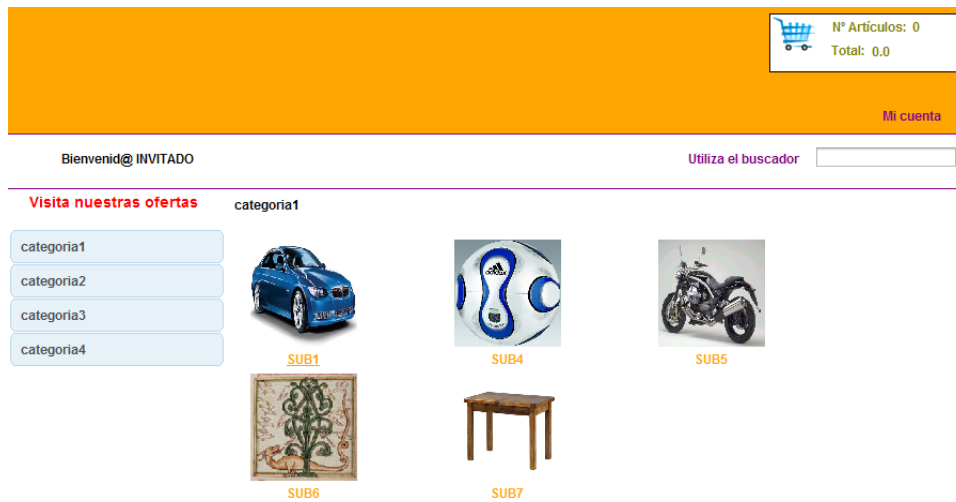 Nº Artículos: 0
Total: 0.0
Mi cuenta
Bienvenid@ INVITADO
Utiliza el buscador
Visita nuestras ofertas
categoria1
categoria1
categoria2
categoria3
categoria4
adidas
SUB1
SUB4
SUB5
SUB6
SUB7